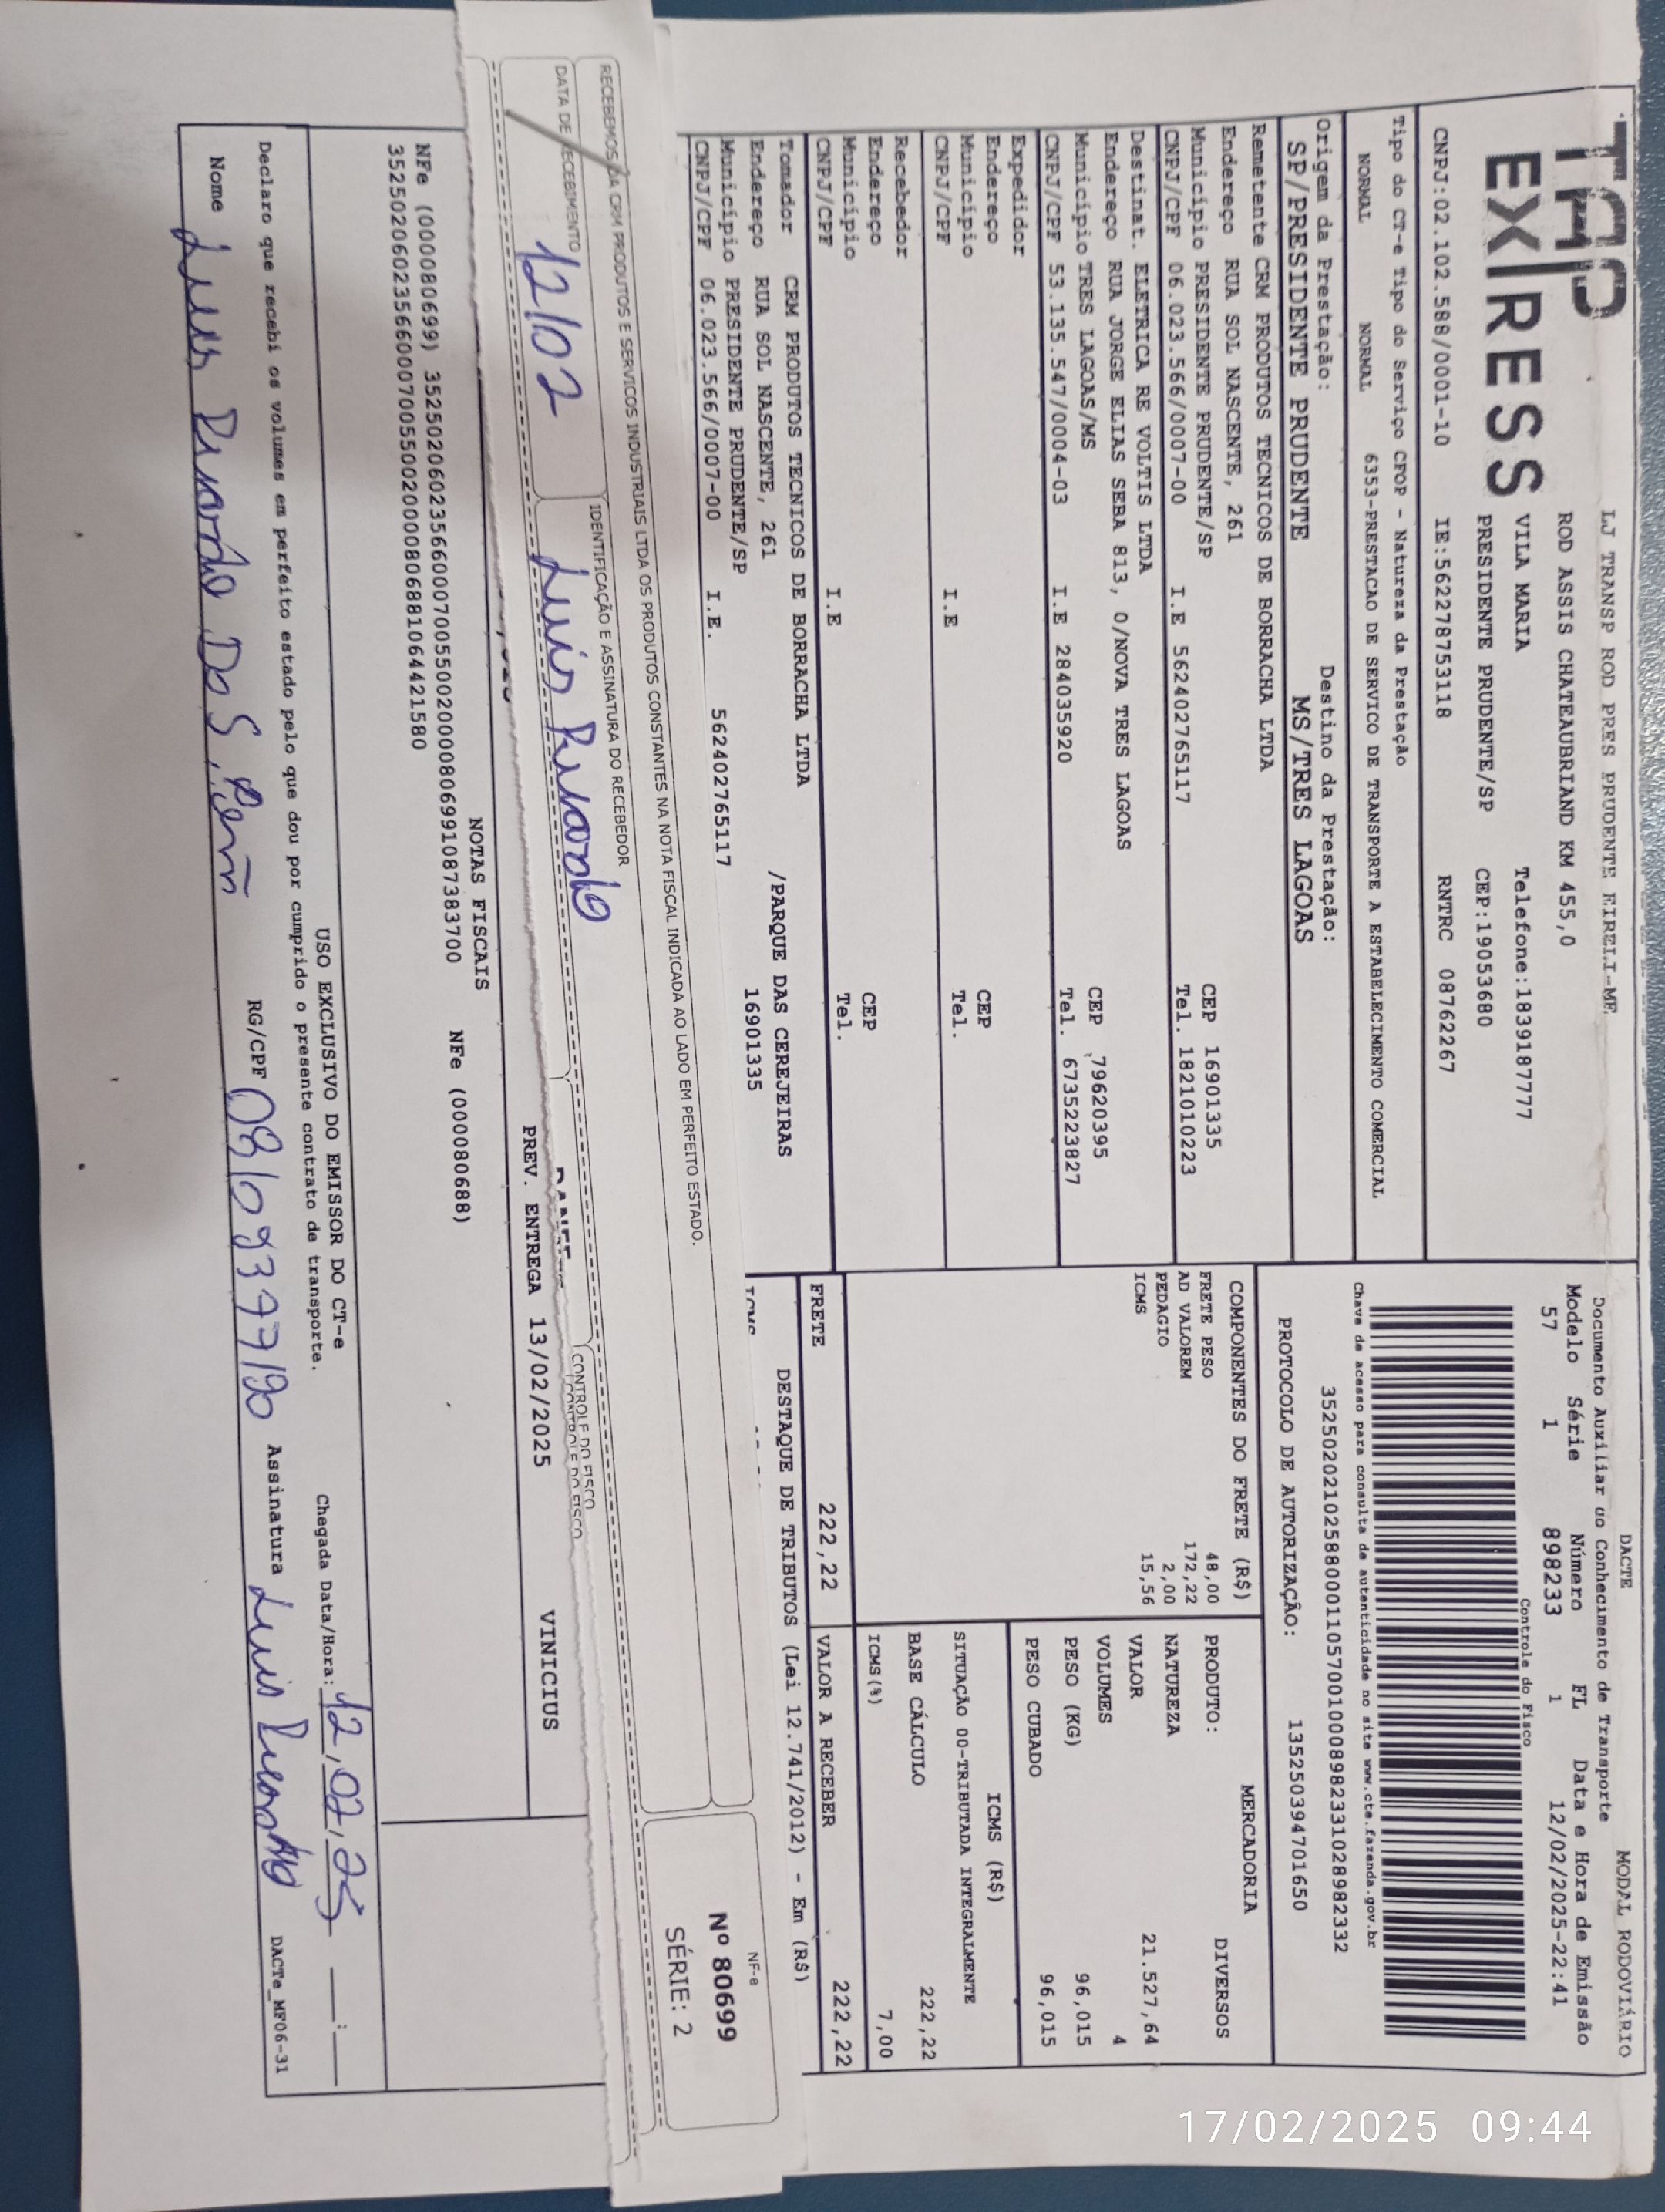 TAP
EX|RESS
LJ TRANSP ROD PRES PRUDENTE EIRELI-ME
ROD ASSIS CHATEAUBRIAND KM 455,0
VILA MARIA Telefone:1839187777
PRESIDENTE PRUDENTE/SP CEP:19053680
CNPJ:02.102.588/0001-10 IE:562278753118 RNTRC 08762267
Tipo do CT-e Tipo do Serviço CFOP - Natureza da Prestação
NORMAL NORMAL 6353-PRESTACAO DE SERVICO DE TRANSPORTE A ESTABELECIMENTO COMERCIAL
Origem da Prestação: Destino da Prestação:
SP/PRESIDENTE PRUDENTE MS/TRES LAGOAS
DACTE MODAL RODOVIÁRIO
Documento Auxiliar do Conhecimento de Transporte
Modelo Série Número FL Data e Hora de Emissão
57 1 898233 1 12/02/2025-22:41
Controle do Fisco
Chave de acesso para consulta de autenticidade no site www.cte.fazenda.gov.br
35250202102588000110570010008982331028982332
PROTOCOLO DE AUTORIZAÇÃO: 135250394701650
Remetente CRM PRODUTOS TECNICOS DE BORRACHA LTDA
Endereço RUA SOL NASCENTE, 261
Município PRESIDENTE PRUDENTE/SP CEP 16901335
CNPJ/CPF 06.023.566/0007-00 I.E 562402765117 Tel. 1821010223
Destinat. ELETRICA RE VOLTIS LTDA
Endereço RUA JORGE ELIAS SEBA 813, 0/NOVA TRES LAGOAS
Município TRES LAGOAS/MS CEP 79620395
CNPJ/CPF 53.135.547/0004-03 I.E 284035920 Tel. 6735223827
Expedidor
Endereço
Município CEP
CNPJ/CPF I.E Tel.
Recebedor
Endereço
Município CEP
CNPJ/CPF I.E Tel.
Tomador CRM PRODUTOS TECNICOS DE BORRACHA LTDA
Endereço RUA SOL NASCENTE, 261 /PARQUE DAS CEREJEIRAS
Município PRESIDENTE PRUDENTE/SP 16901335
CNPJ/CPF 06.023.566/0007-00 I.E. 562402765117
COMPONENTES DO FRETE (R$)
FRETE PESO 48,00
AD VALOREM 172,22
PEDAGIO 2,00
ICMS 15,56
MERCADORIA
PRODUTO: DIVERSOS
NATUREZA
VALOR 21.527,64
VOLUMES 4
PESO (KG) 96,015
PESO CUBADO 96,015
ICMS (R$)
SITUAÇÃO 00-TRIBUTADA INTEGRALMENTE
BASE CÁLCULO 222,22
ICMS(%) 7,00
FRETE 222,22 VALOR A RECEBER 222,22
DESTAQUE DE TRIBUTOS (Lei 12.741/2012) - Em (R$)
ICMS
RECEBEMOS DA CRM PRODUTOS E SERVICOS INDUSTRIAIS LTDA OS PRODUTOS CONSTANTES NA NOTA FISCAL INDICADA AO LADO EM PERFEITO ESTADO.
DATA DE RECEBIMENTO IDENTIFICAÇÃO E ASSINATURA DO RECEBEDOR
12/02 Luis Ricardo
NF-e
Nº 80699
SÉRIE: 2
DANFE
CONTROLE DO FISCO
CONTROLE DO FISCO
PREV. ENTREGA 13/02/2025 VINICIUS
NOTAS FISCAIS
NFe (000080699) 35250206023566000700550020000806991087383700 NFe (000080688)
35250206023566000700550020000806881064421580
USO EXCLUSIVO DO EMISSOR DO CT-e
Declaro que recebi os volumes em perfeito estado pelo que dou por cumprido o presente contrato de transporte.
Chegada Data/Hora: 12/02/25 __:__
Nome Luis Ricardo Do S. RG/CPF Assinatura Luis Ricardo
DACTe_MF06-31
17/02/2025 09:44